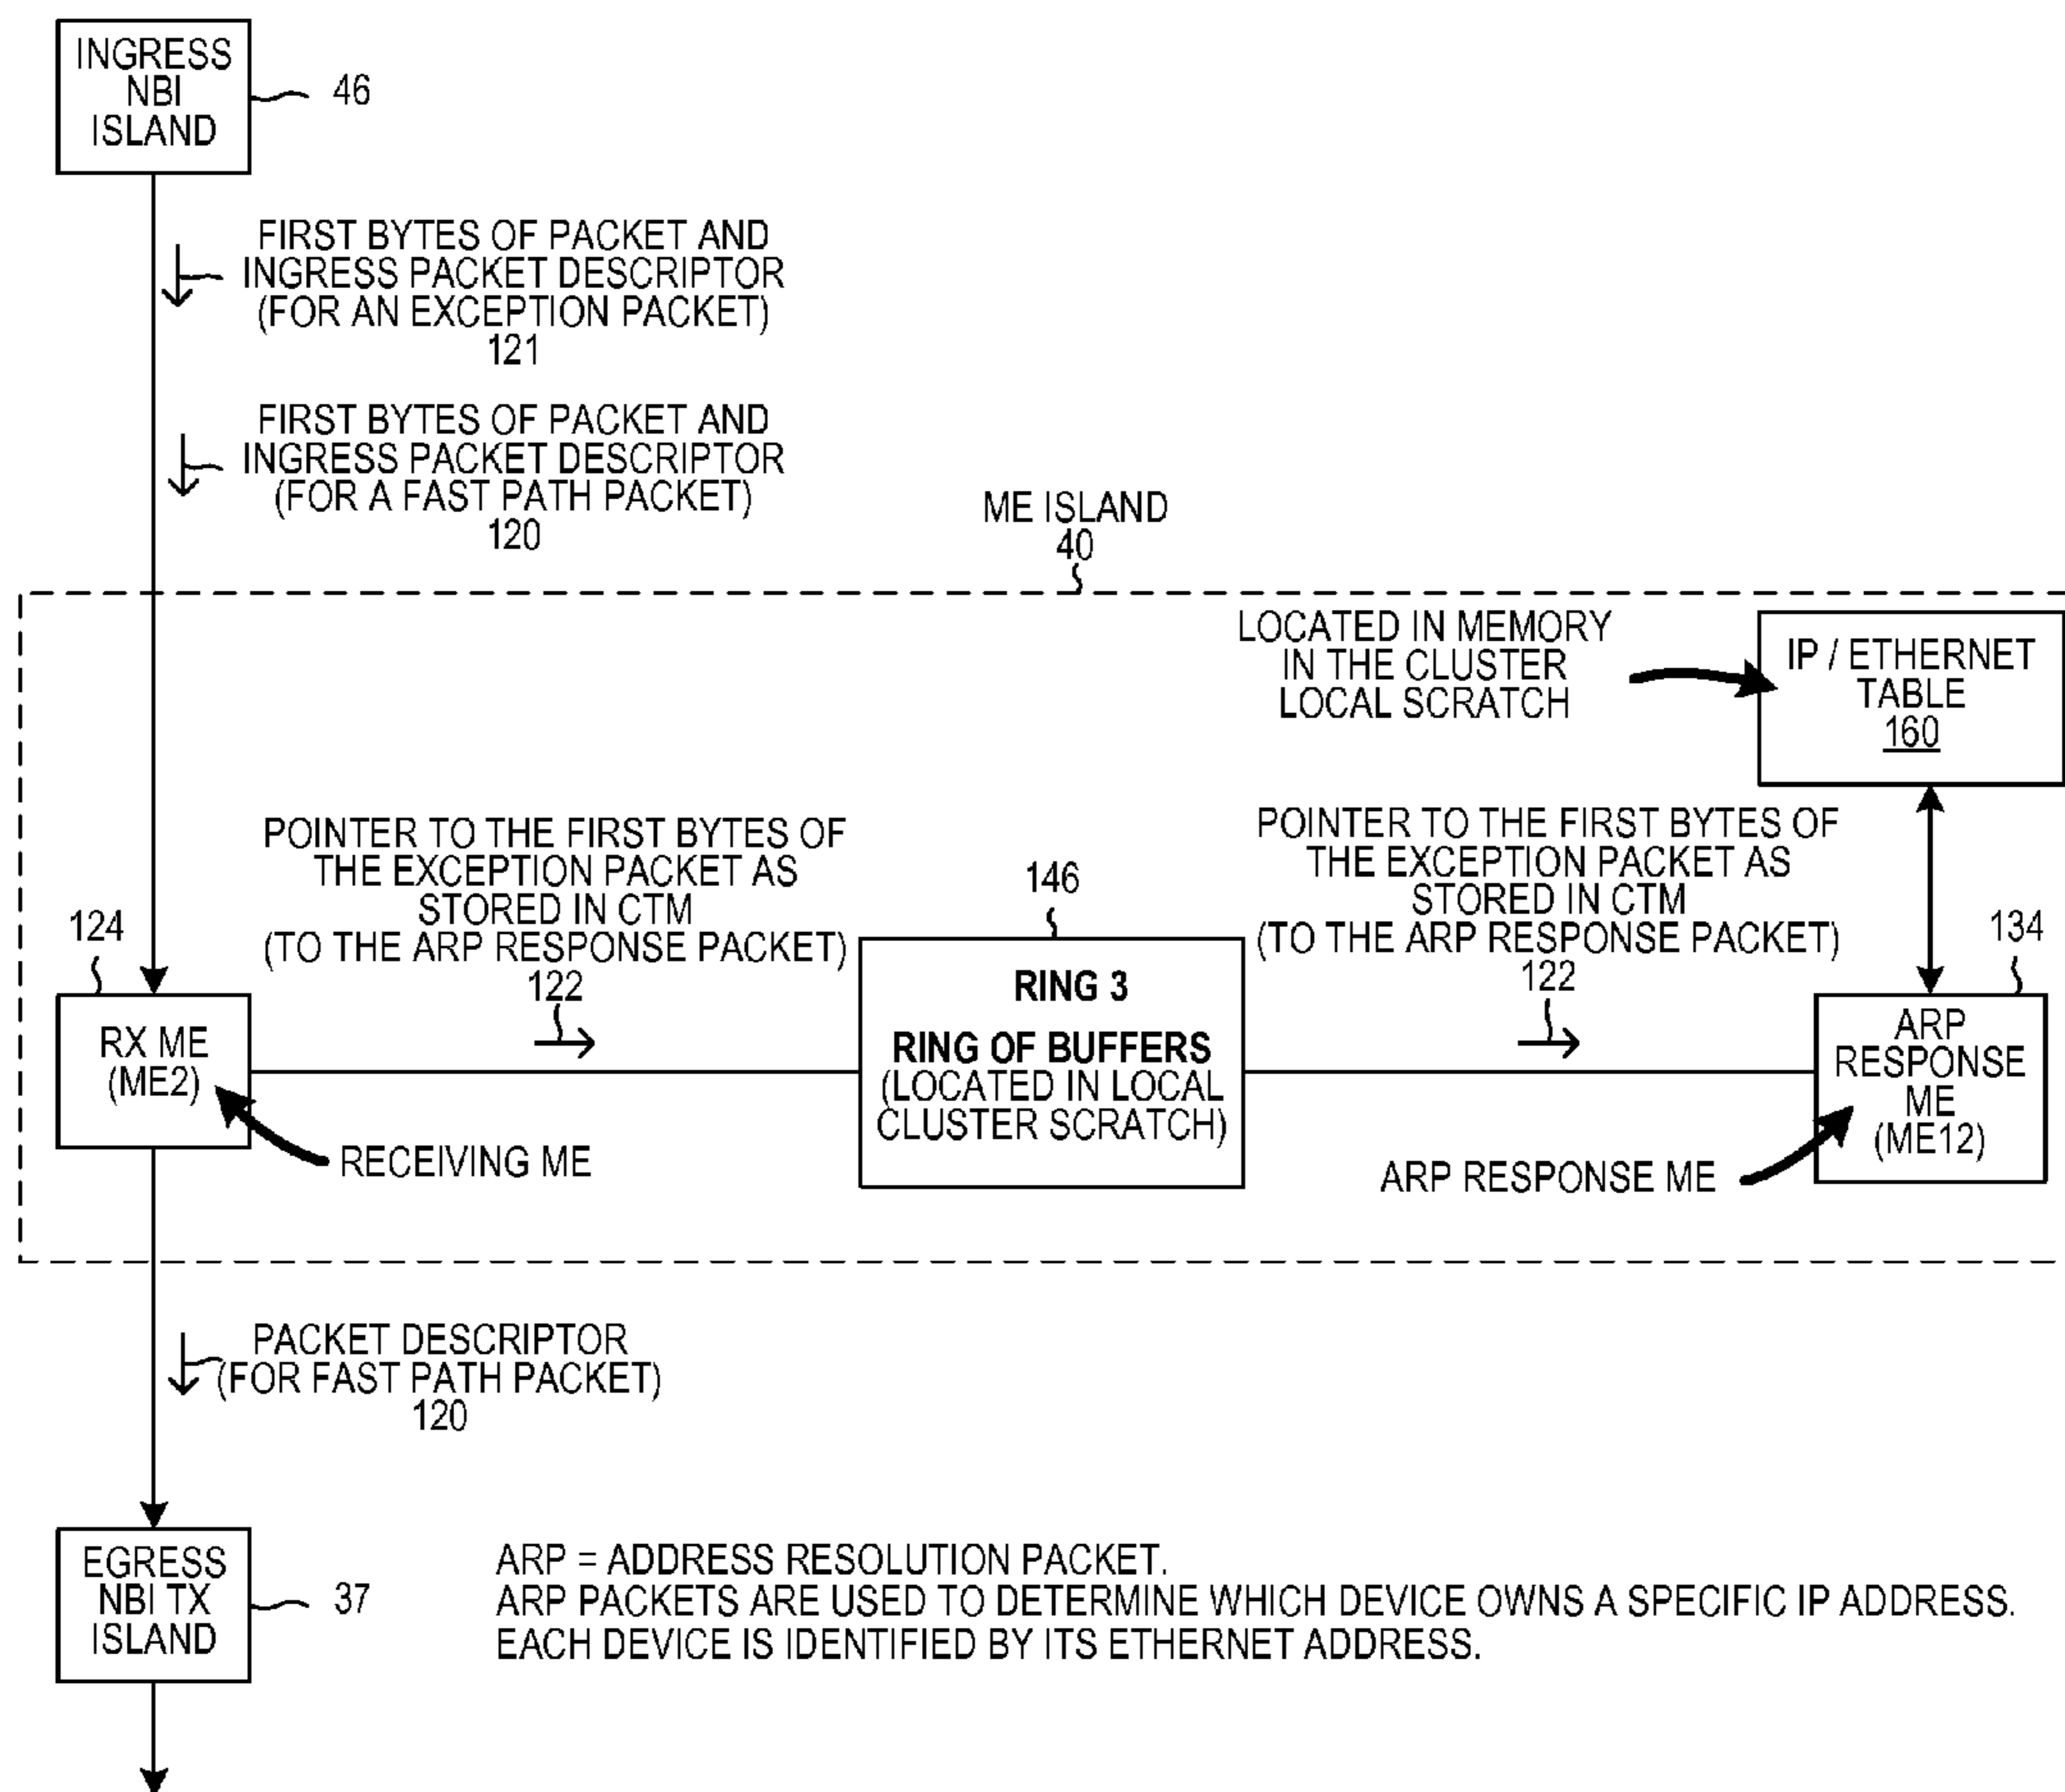 INGRESS
NBI
ISLAND
46
FIRST BYTES OF PACKET AND
INGRESS PACKET DESCRIPTOR
(FOR AN EXCEPTION PACKET)
121
FIRST BYTES OF PACKET AND
INGRESS PACKET DESCRIPTOR
(FOR A FAST PATH PACKET)
120
ME ISLAND
40
LOCATED IN MEMORY
IN THE CLUSTER
LOCAL SCRATCH
IP / ETHERNET
TABLE
160
POINTER TO THE FIRST BYTES OF
THE EXCEPTION PACKET AS
STORED IN CTM
(TO THE ARP RESPONSE PACKET)
122
146
POINTER TO THE FIRST BYTES OF
THE EXCEPTION PACKET AS
STORED IN CTM
(TO THE ARP RESPONSE PACKET)
122
124
134
RX ME
(ME2)
RECEIVING ME
RING 3
RING OF BUFFERS
(LOCATED IN LOCAL
CLUSTER SCRATCH)
ARP
RESPONSE
ME
(ME12)
ARP RESPONSE ME
PACKET DESCRIPTOR
(FOR FAST PATH PACKET)
120
EGRESS
NBI TX
ISLAND
37
ARP = ADDRESS RESOLUTION PACKET.
ARP PACKETS ARE USED TO DETERMINE WHICH DEVICE OWNS A SPECIFIC IP ADDRESS.
EACH DEVICE IS IDENTIFIED BY ITS ETHERNET ADDRESS.